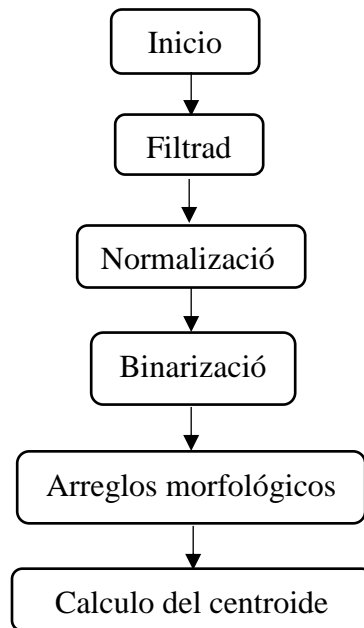 Inicio
Filtrad
Normalizació
Binarizació
Arreglos morfológicos
Calculo del centroide